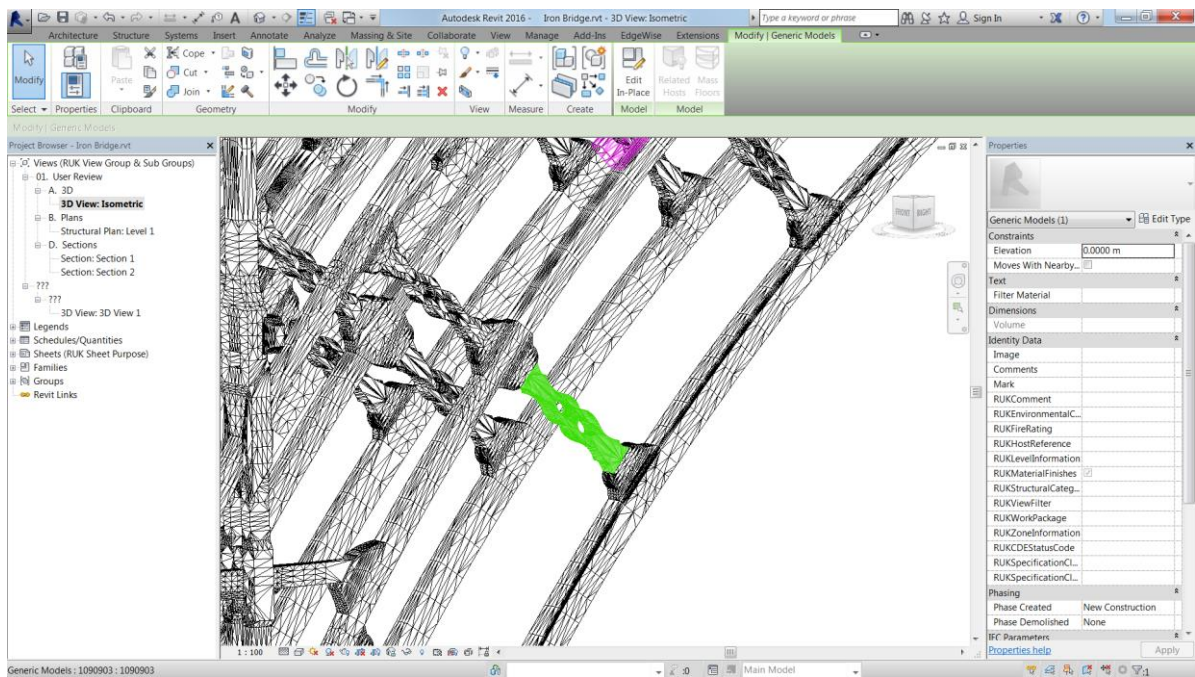 Autodesk Revit 2016 - Iron Bridge.rvt - 3D View: Isometric
Type a keyword or phrase
Sign In
Architecture Structure Systems Insert Annotate Analyze Massing & Site Collaborate View Manage Add-Ins EdgeWise Extensions Modify | Generic Models
Modify
Paste
Cope
Cut
Join
Edit In-Place
Related Hosts
Mass Floors
Select Properties Clipboard Geometry Modify View Measure Create Model Model
Modify | Generic Models
Project Browser - Iron Bridge.rvt
Views (RUK View Group & Sub Groups)
01. User Review
A. 3D
3D View: Isometric
B. Plans
Structural Plan: Level 1
D. Sections
Section: Section 1
Section: Section 2
???
???
3D View: 3D View 1
Legends
Schedules/Quantities
Sheets (RUK Sheet Purpose)
Families
Groups
Revit Links
FRONT RIGHT
Properties
Generic Models (1) Edit Type
Constraints
Elevation 0.0000 m
Moves With Nearby...
Text
Filter Material
Dimensions
Volume
Identity Data
Image
Comments
Mark
RUKComment
RUKEnvironmentalC...
RUKFireRating
RUKHostReference
RUKLevelInformation
RUKMaterialFinishes
RUKStructuralCateg...
RUKViewFilter
RUKWorkPackage
RUKZoneInformation
RUKCDEStatusCode
RUKSpecificationCl...
RUKSpecificationCl...
Phasing
Phase Created New Construction
Phase Demolished None
IFC Parameters
Properties help Apply
1 : 100
Generic Models : 1090903 : 1090903
:0 Main Model :1